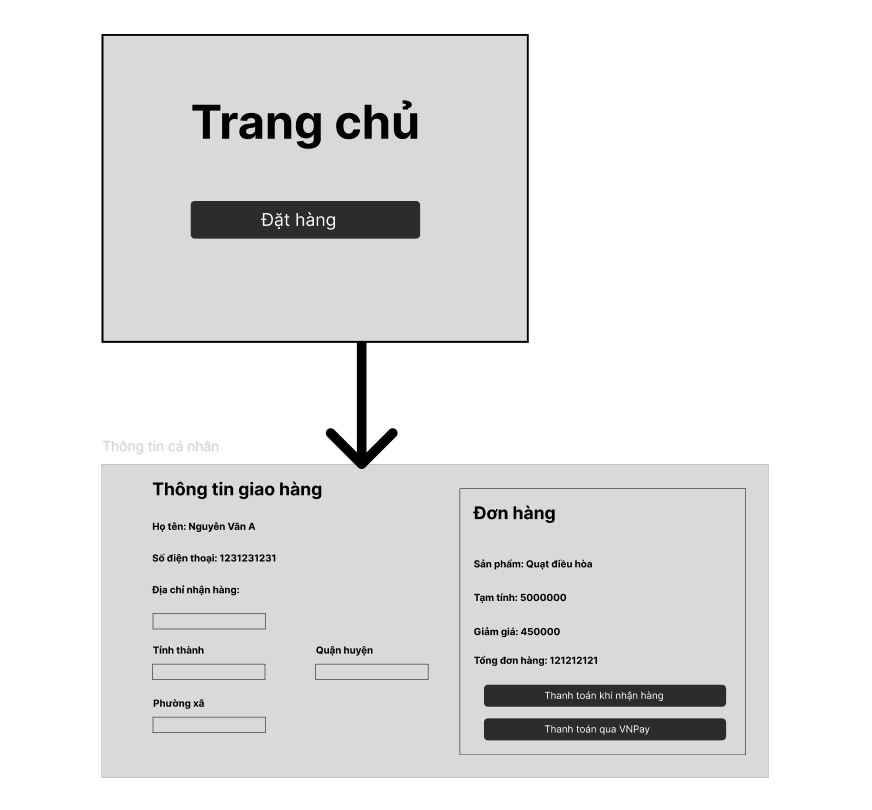 Trang chủ
Đặt hàng
Thông tin cá nhân
Thông tin giao hàng
Họ tên: Nguyễn Văn A
Số điện thoại: 1231231231
Địa chỉ nhận hàng:
Tỉnh thành
Quận huyện
Phường xã
Đơn hàng
Sản phẩm: Quạt điều hòa
Tạm tính: 5000000
Giảm giá: 450000
Tổng đơn hàng: 121212121
Thanh toán khi nhận hàng
Thanh toán qua VNPay